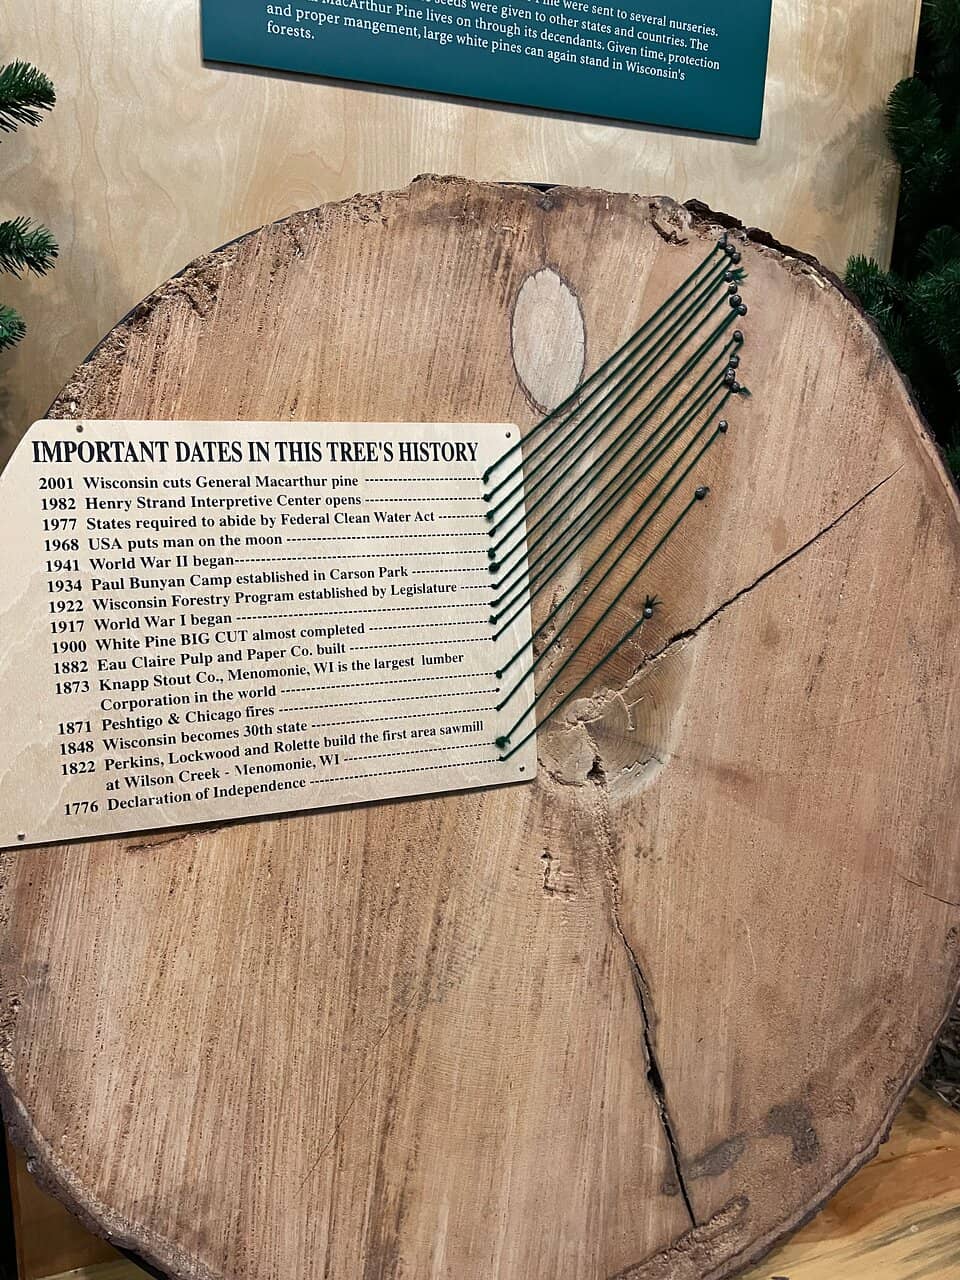 were sent to several nurseries.
seeds were given to other states and countries. The
MacArthur Pine lives on through its decendants. Given time, protection
and proper mangement, large white pines can again stand in Wisconsin's
forests.
IMPORTANT DATES IN THIS TREE'S HISTORY
2001 Wisconsin cuts General Macarthur pine
1982 Henry Strand Interpretive Center opens
1977 States required to abide by Federal Clean Water Act
1968 USA puts man on the moon
1941 World War II began
1934 Paul Bunyan Camp established in Carson Park
1922 Wisconsin Forestry Program established by Legislature
1917 World War I began
1900 White Pine BIG CUT almost completed
1882 Eau Claire Pulp and Paper Co. built
1873 Knapp Stout Co., Menomonie, WI is the largest lumber
Corporation in the world
1871 Peshtigo & Chicago fires
1848 Wisconsin becomes 30th state
1822 Perkins, Lockwood and Rolette build the first area sawmill
at Wilson Creek - Menomonie, WI
1776 Declaration of Independence